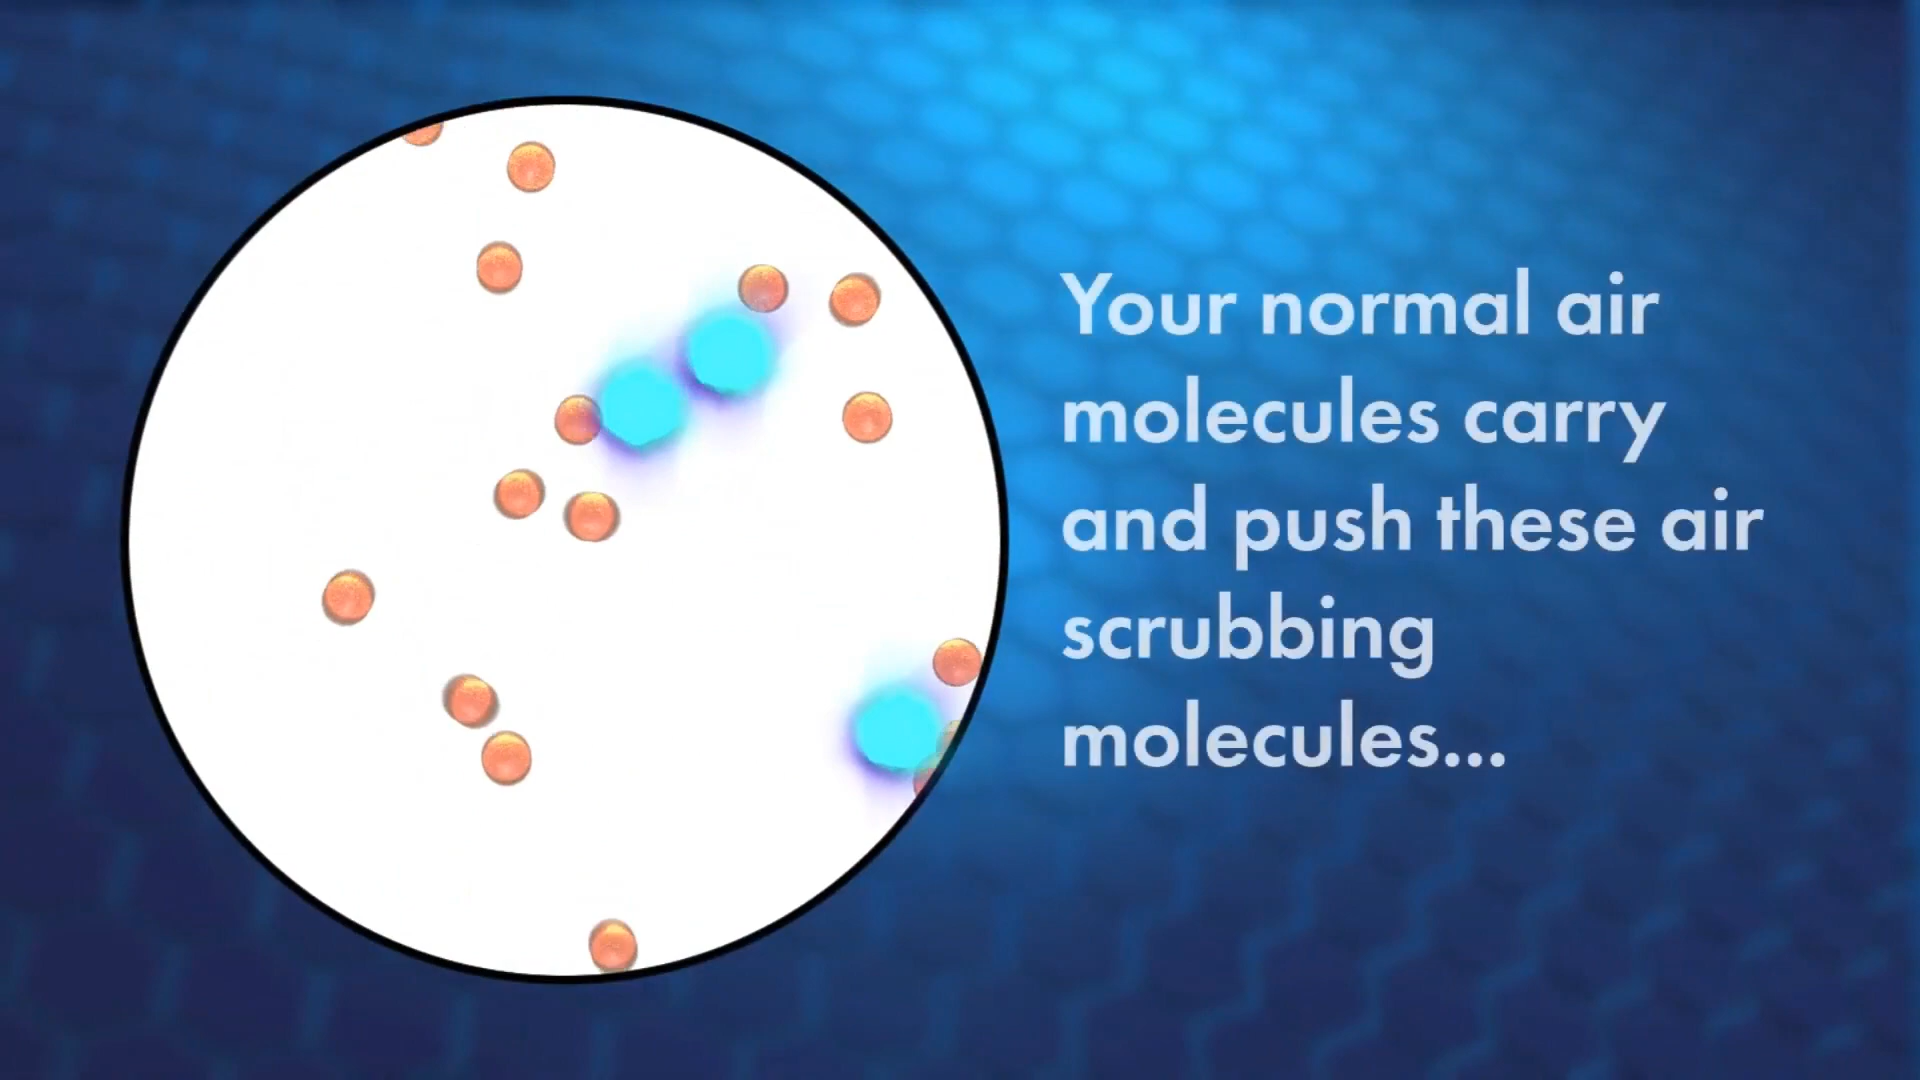 Your normal air
molecules carry
and push these air
scrubbing
molecules...